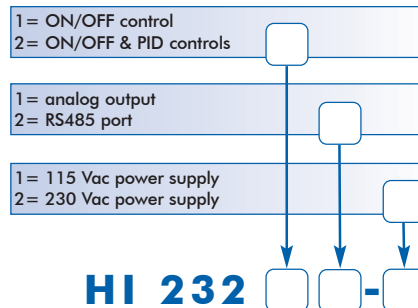 1= ON/OFF control
2= ON/OFF & PID controls
1= analog output
2= RS485 port
1= 115 Vac power supply
2= 230 Vac power supply
HI 232 -